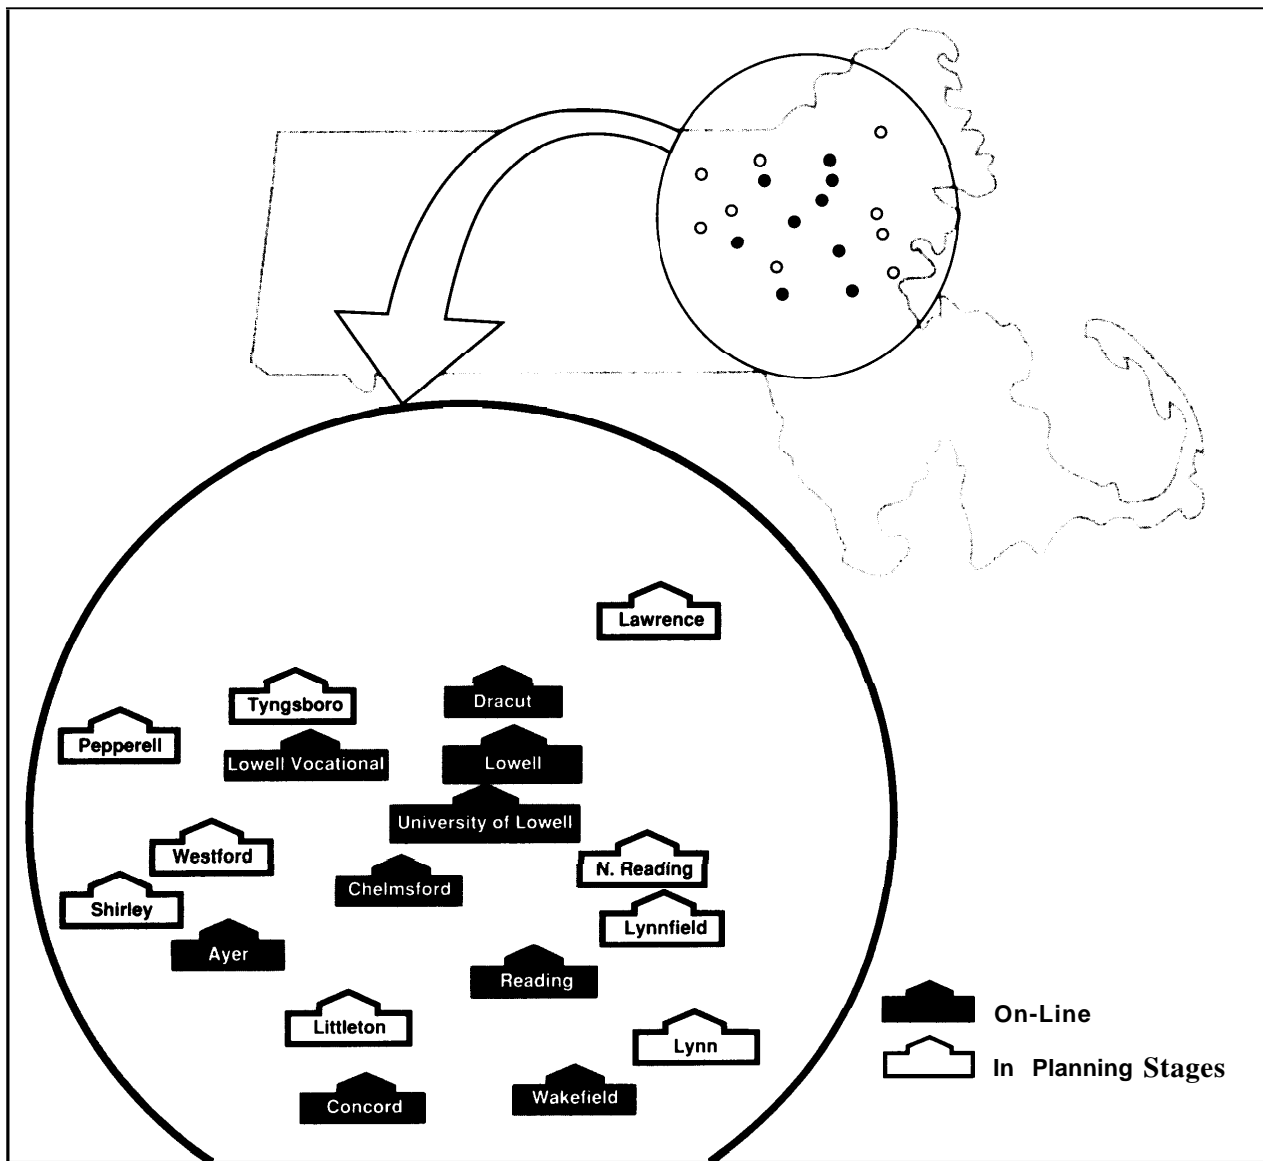 Lawrence
Tyngsboro
Dracut
Pepperell
Lowell Vocational
Lowell
University of Lowell
Westford
N. Reading
Chelmsford
Shirley
Lynnfield
Ayer
Reading
Littleton
Lynn
Concord
Wakefield
On-Line
In Planning Stages